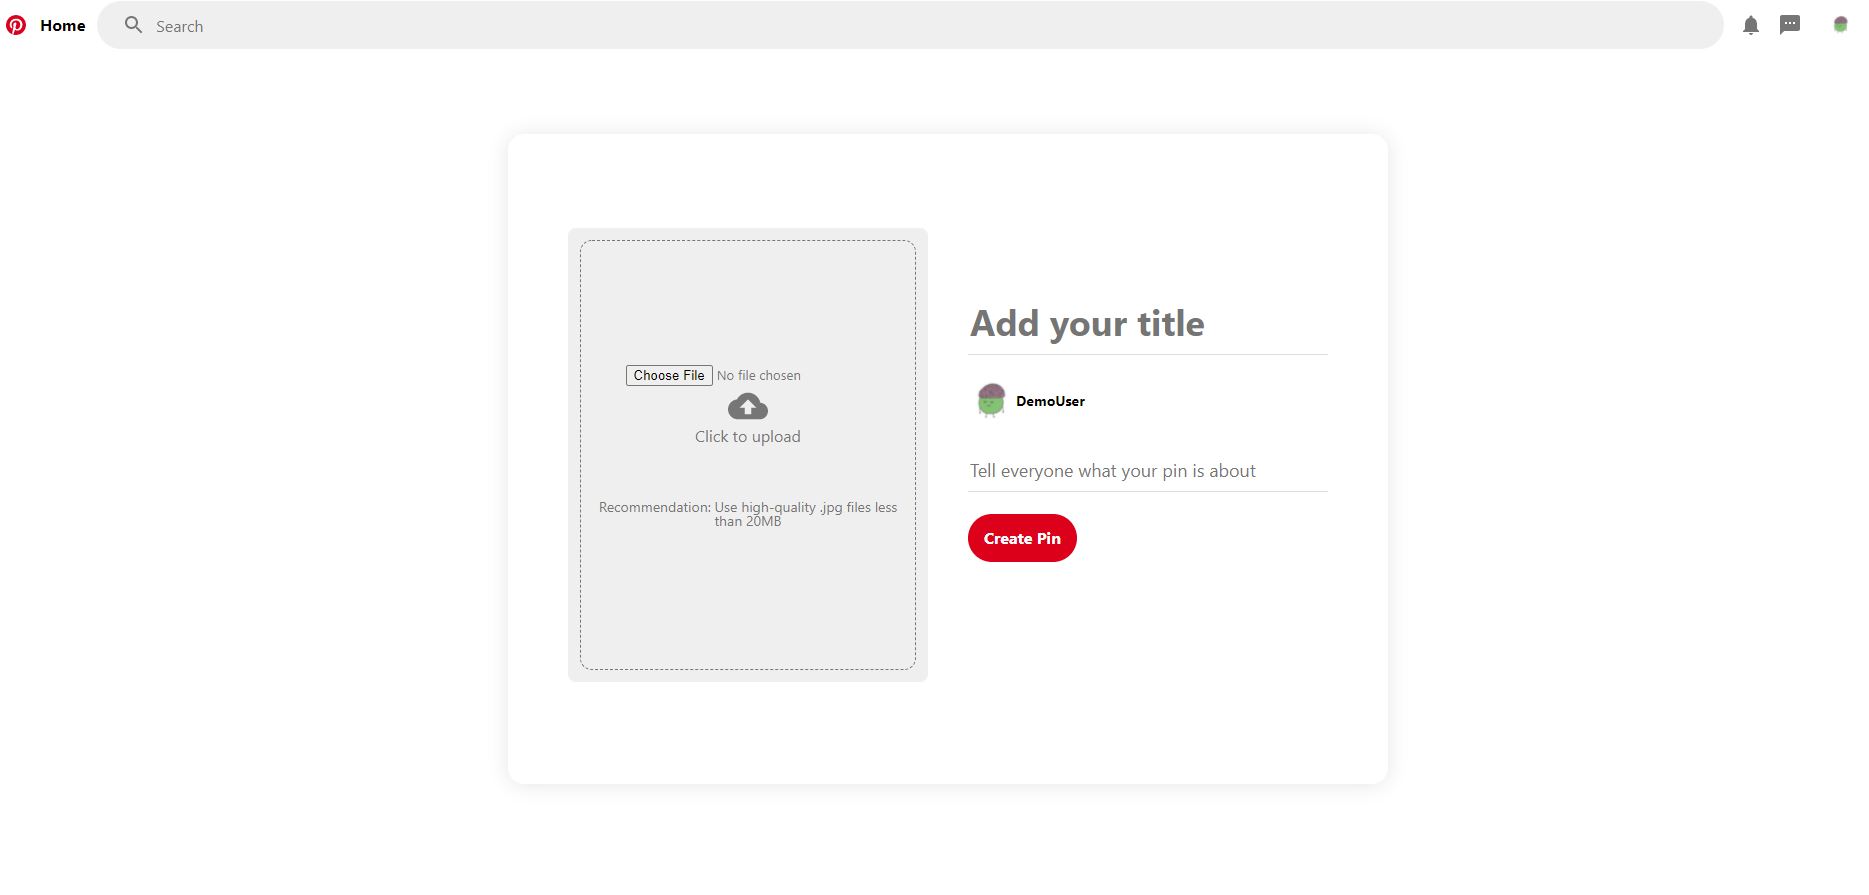 Home
Search
Choose File No file chosen
Click to upload
Recommendation: Use high-quality .jpg files less
than 20MB
Add your title
DemoUser
Tell everyone what your pin is about
Create Pin